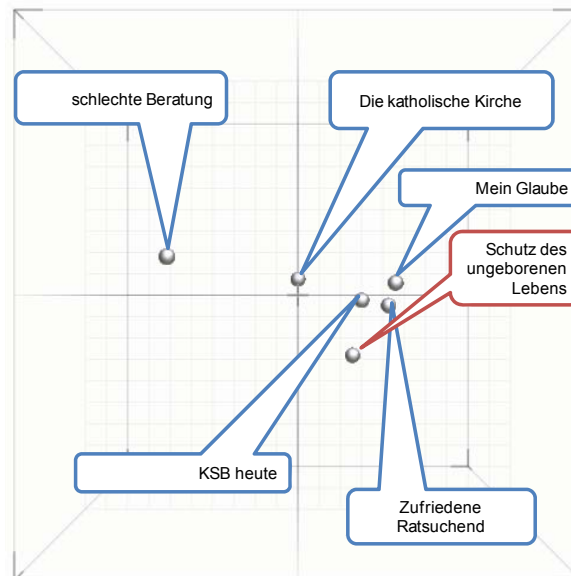 schlechte Beratung
Die katholische Kirche
Mein Glaube
Schutz des
ungeborenen
Lebens
KSB heute
Zufriedene
Ratsuchend